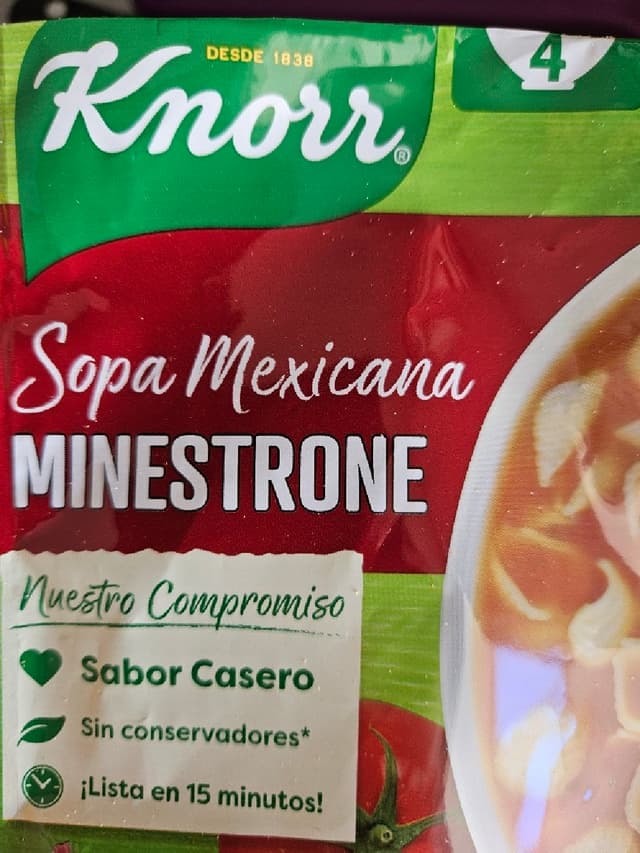 DESDE 1838
Knorr®
4
Sopa Mexicana
MINESTRONE
Nuestro Compromiso
Sabor Casero
Sin conservadores*
¡Lista en 15 minutos!